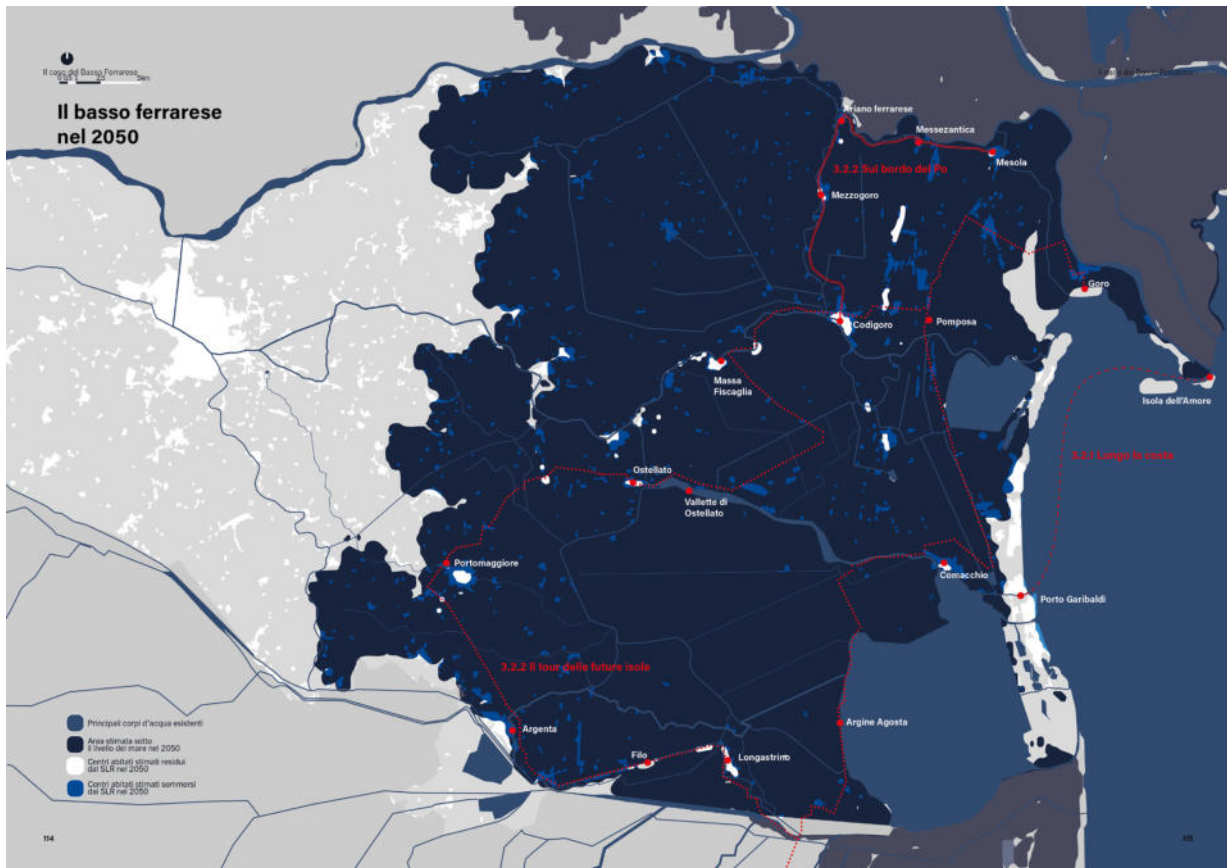 Il caso del Basso Ferrarese
5km
Il basso ferrarese
nel 2050
Ariano ferrarese
Messezantica
Mesola
3.2.2 Sul bordo del Po
Mezzogoro
Goro
Codigoro
Pomposa
Massa
Fiscaglia
Isola dell'Amore
3.2.1 Lungo la costa
Ostellato
Vallette di
Ostellato
Portomaggiore
Comacchio
Porto Garibaldi
3.2.2 Il tour delle future isole
Argenta
Argine Agosta
Filo
Longastrino
Principali corpi d'acqua esistenti
Area stimata sotto
il livello del mare nel 2050
Centri abitati stimati residui
dal SLR nel 2050
Centri abitati stimati sommersi
dal SLR nel 2050
114
115